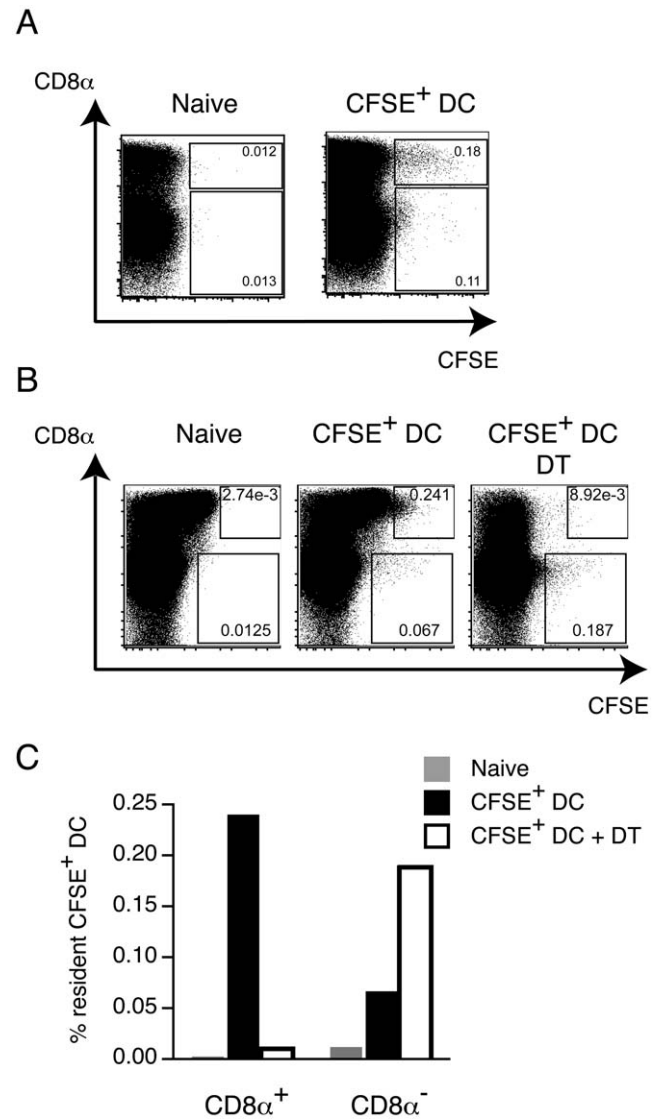 A
CD8α
Naive
CFSE⁺ DC
0.012
0.18
0.013
0.11
CFSE
B
CD8α
Naive
CFSE⁺ DC
CFSE⁺ DC
DT
2.74e-3
0.241
8.92e-3
0.0125
0.067
0.187
CFSE
C
Naive
CFSE⁺ DC
CFSE⁺ DC + DT
% resident CFSE⁺ DC
0.25
0.20
0.15
0.10
0.05
0.00
CD8α⁺
CD8α⁻